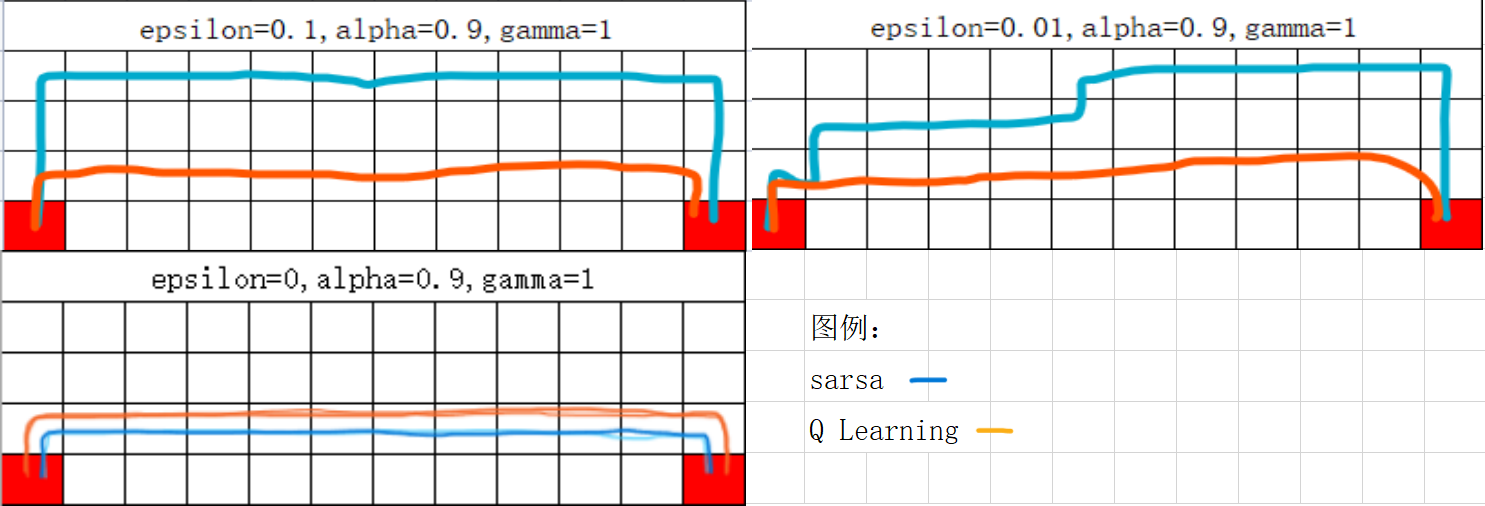 epsilon=0.1,alpha=0.9,gamma=1
epsilon=0.01,alpha=0.9,gamma=1
epsilon=0,alpha=0.9,gamma=1
图例：
sarsa
Q Learning